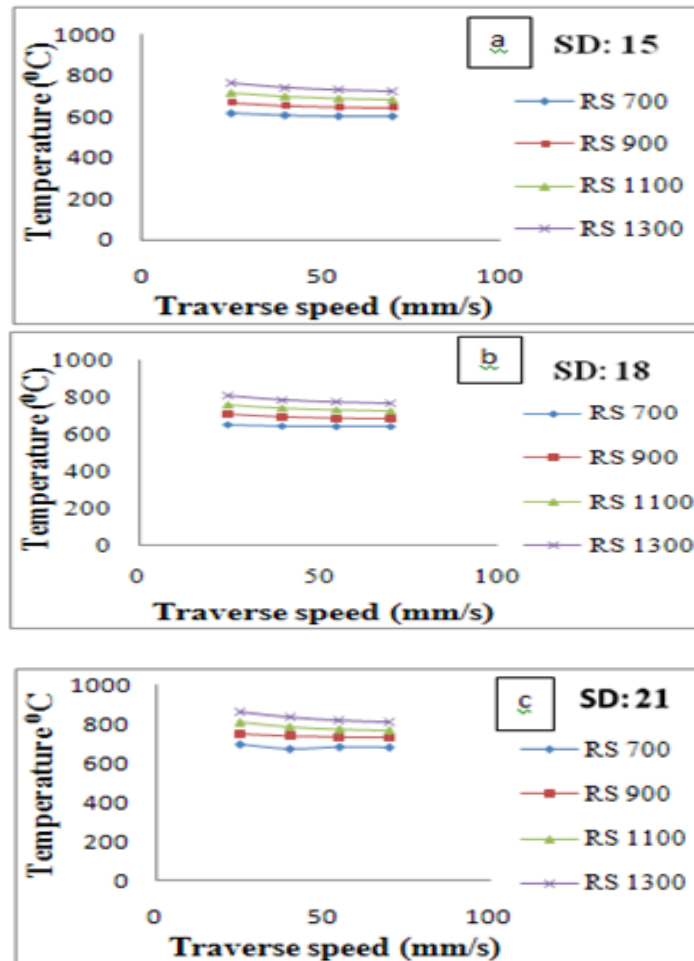 a
SD: 15
1000
800
600
400
200
0
Temperature (⁰C)
RS 700
RS 900
RS 1100
RS 1300
0
50
100
Traverse speed (mm/s)
b
SD: 18
1000
800
600
400
200
0
Temperature (⁰C)
RS 700
RS 900
RS 1100
RS 1300
0
50
100
Traverse speed (mm/s)
c
SD: 21
1000
800
600
400
200
0
Temperature ⁰C
RS 700
RS 900
RS 1100
RS 1300
0
50
100
Traverse speed (mm/s)